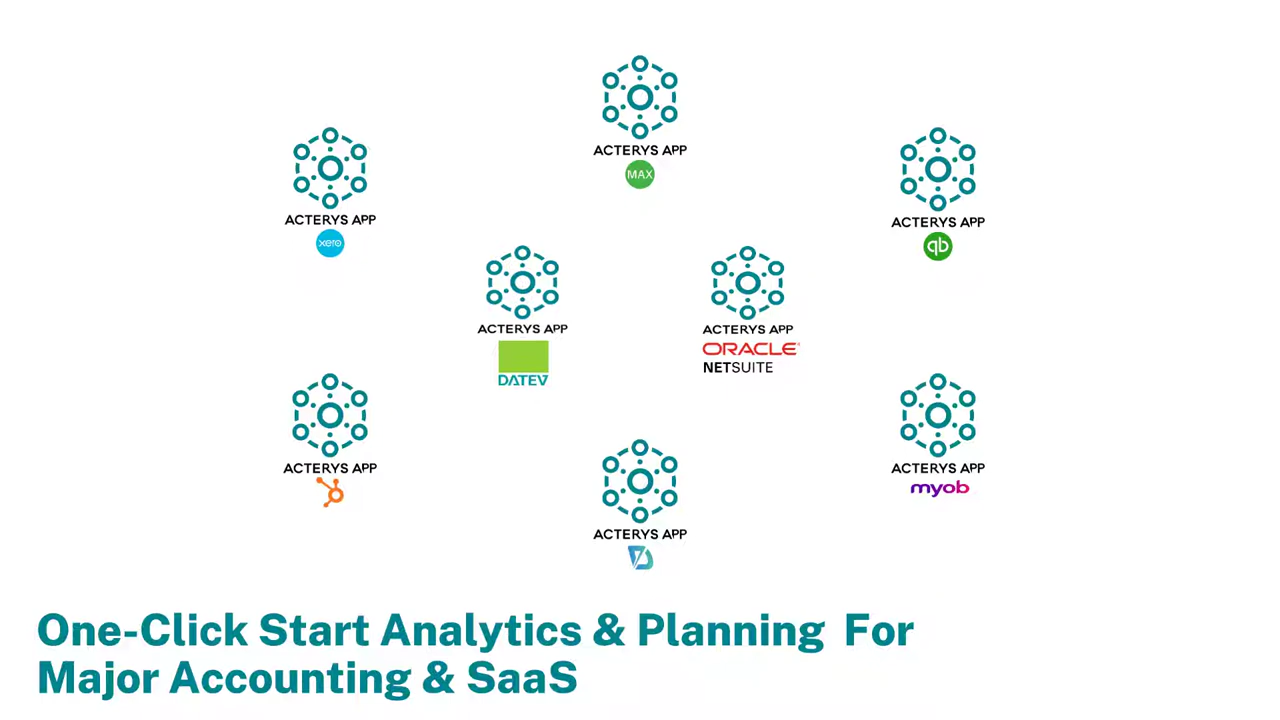 ACTERYS APP
MAX
ACTERYS APP
xero
ACTERYS APP
qb
ACTERYS APP
DATEV
ACTERYS APP
ORACLE
NETSUITE
ACTERYS APP
ACTERYS APP
myob
ACTERYS APP
One-Click Start Analytics & Planning For
Major Accounting & SaaS